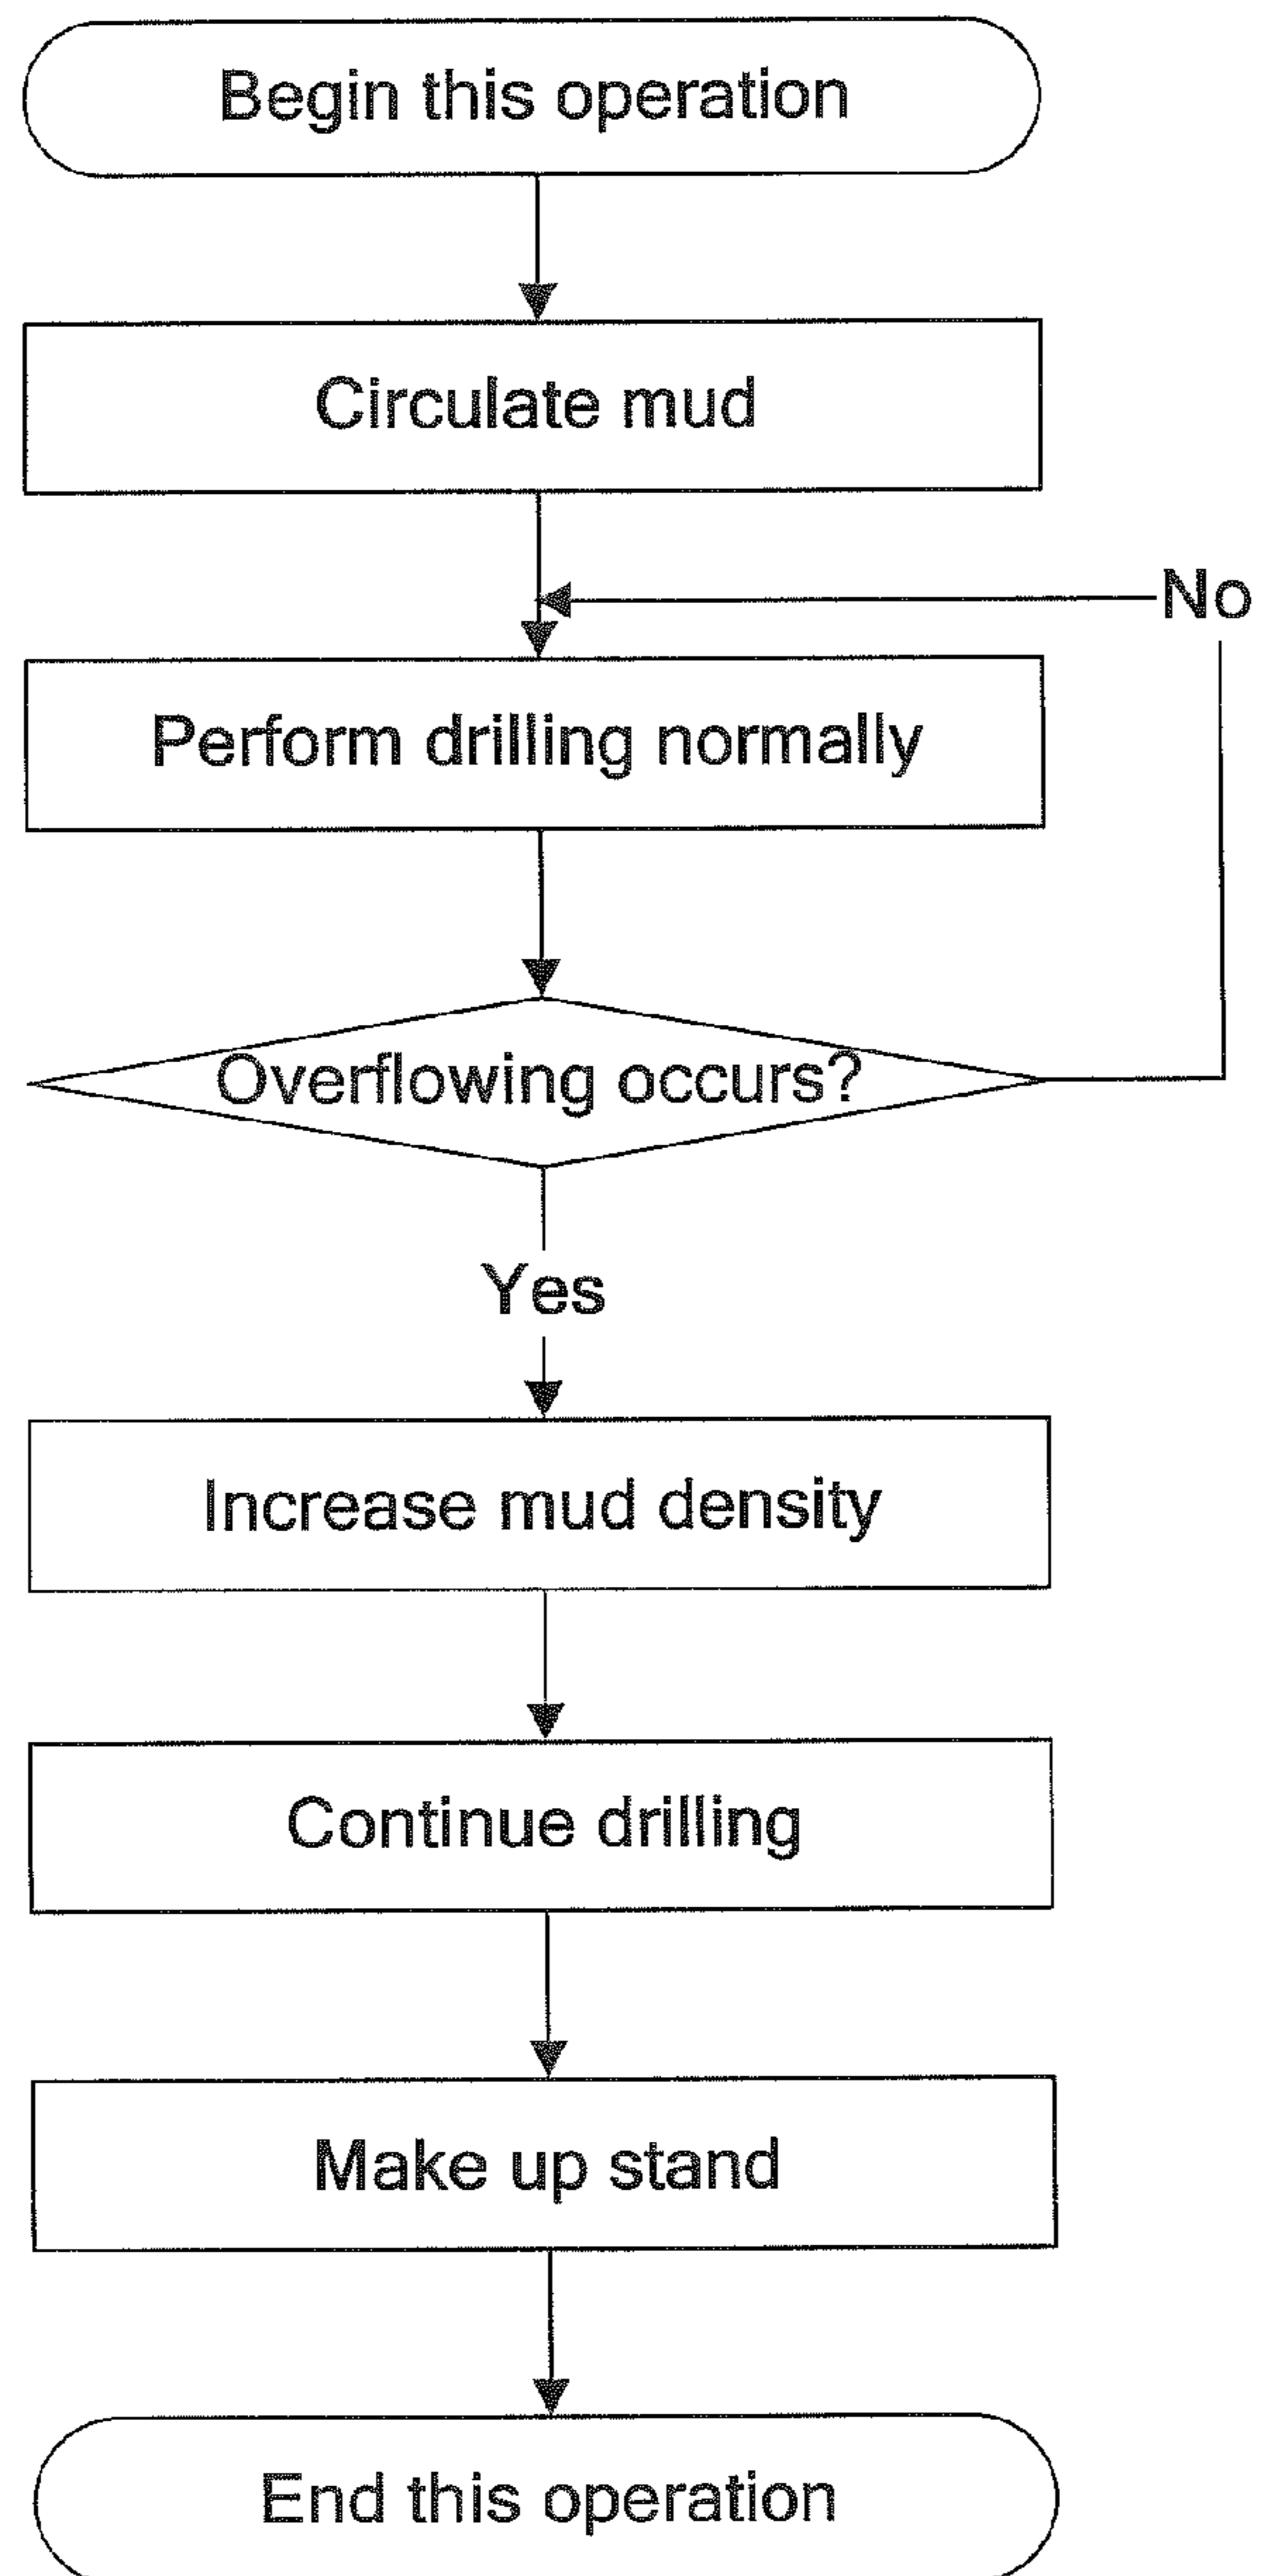 Begin this operation
Circulate mud
No
Perform drilling normally
Overflowing occurs?
Yes
Increase mud density
Continue drilling
Make up stand
End this operation